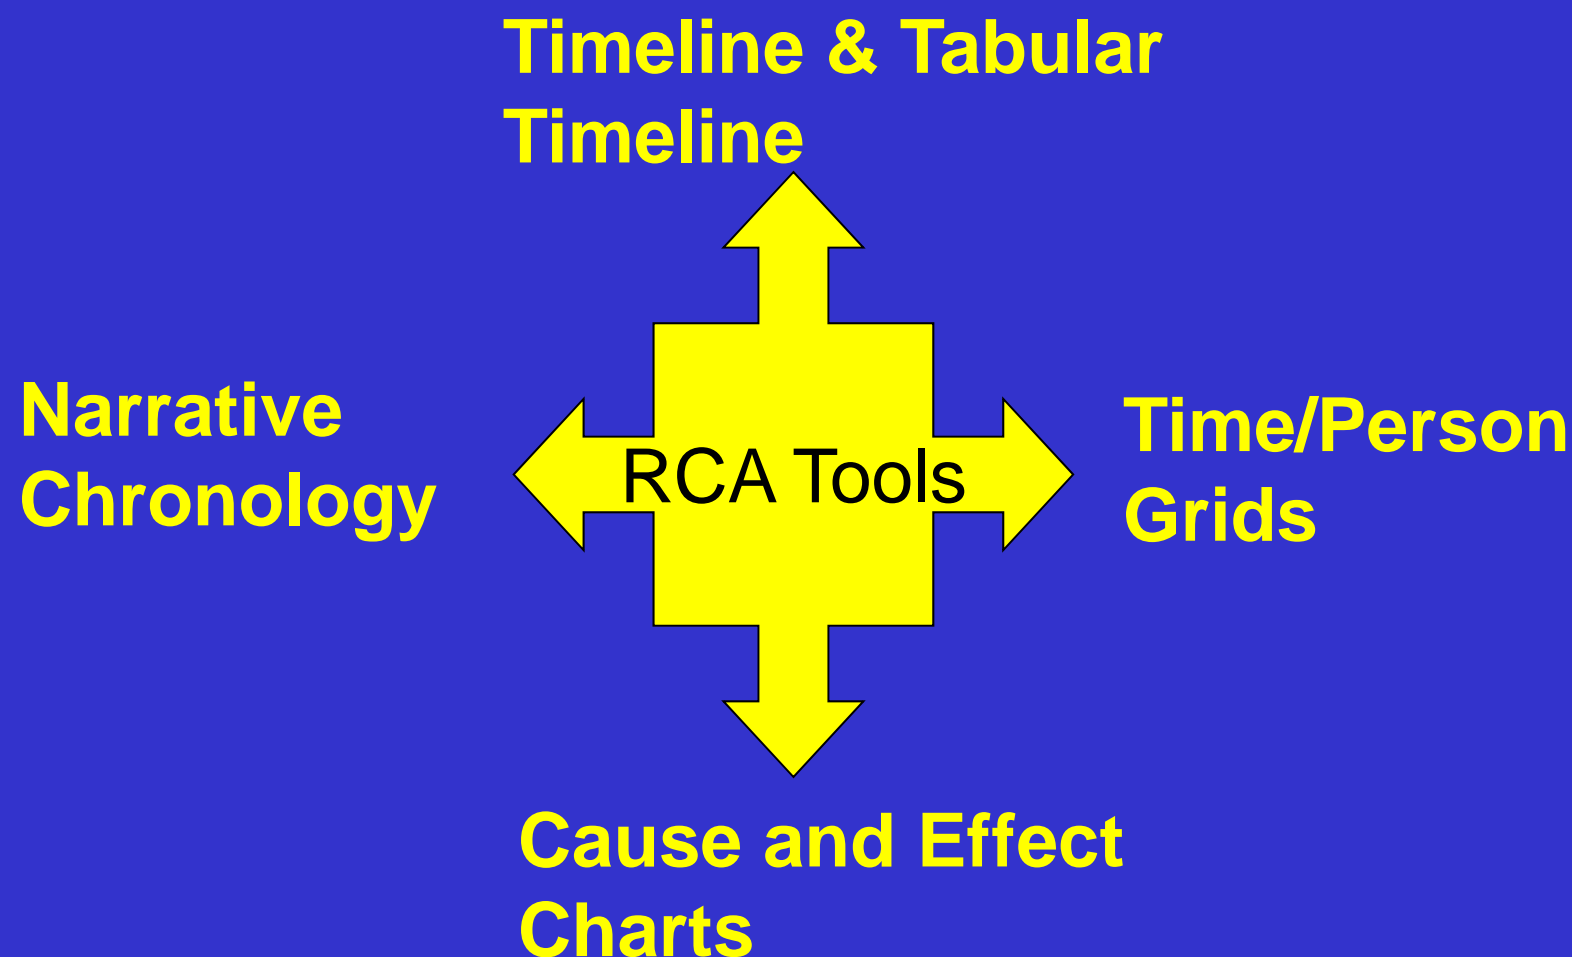 Timeline & Tabular
Timeline
Narrative
Chronology
RCA Tools
Time/Person
Grids
Cause and Effect
Charts